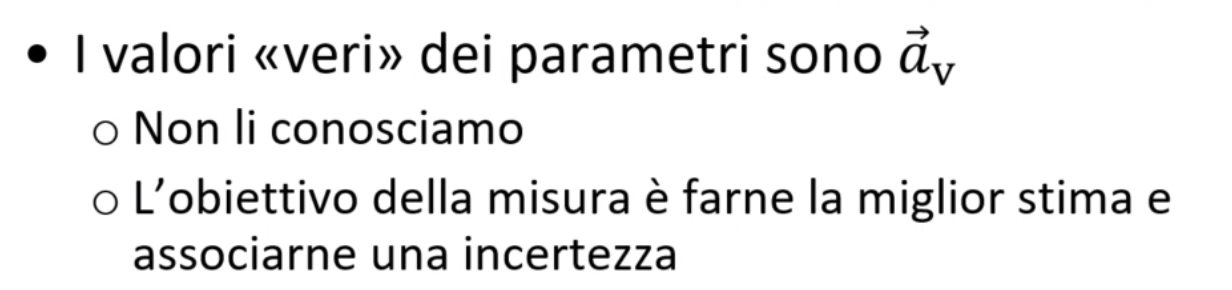 • I valori «veri» dei parametri sono $\vec{a}_{\mathrm{v}}$
○ Non li conosciamo
○ L’obiettivo della misura è farne la miglior stima e
associarne una incertezza